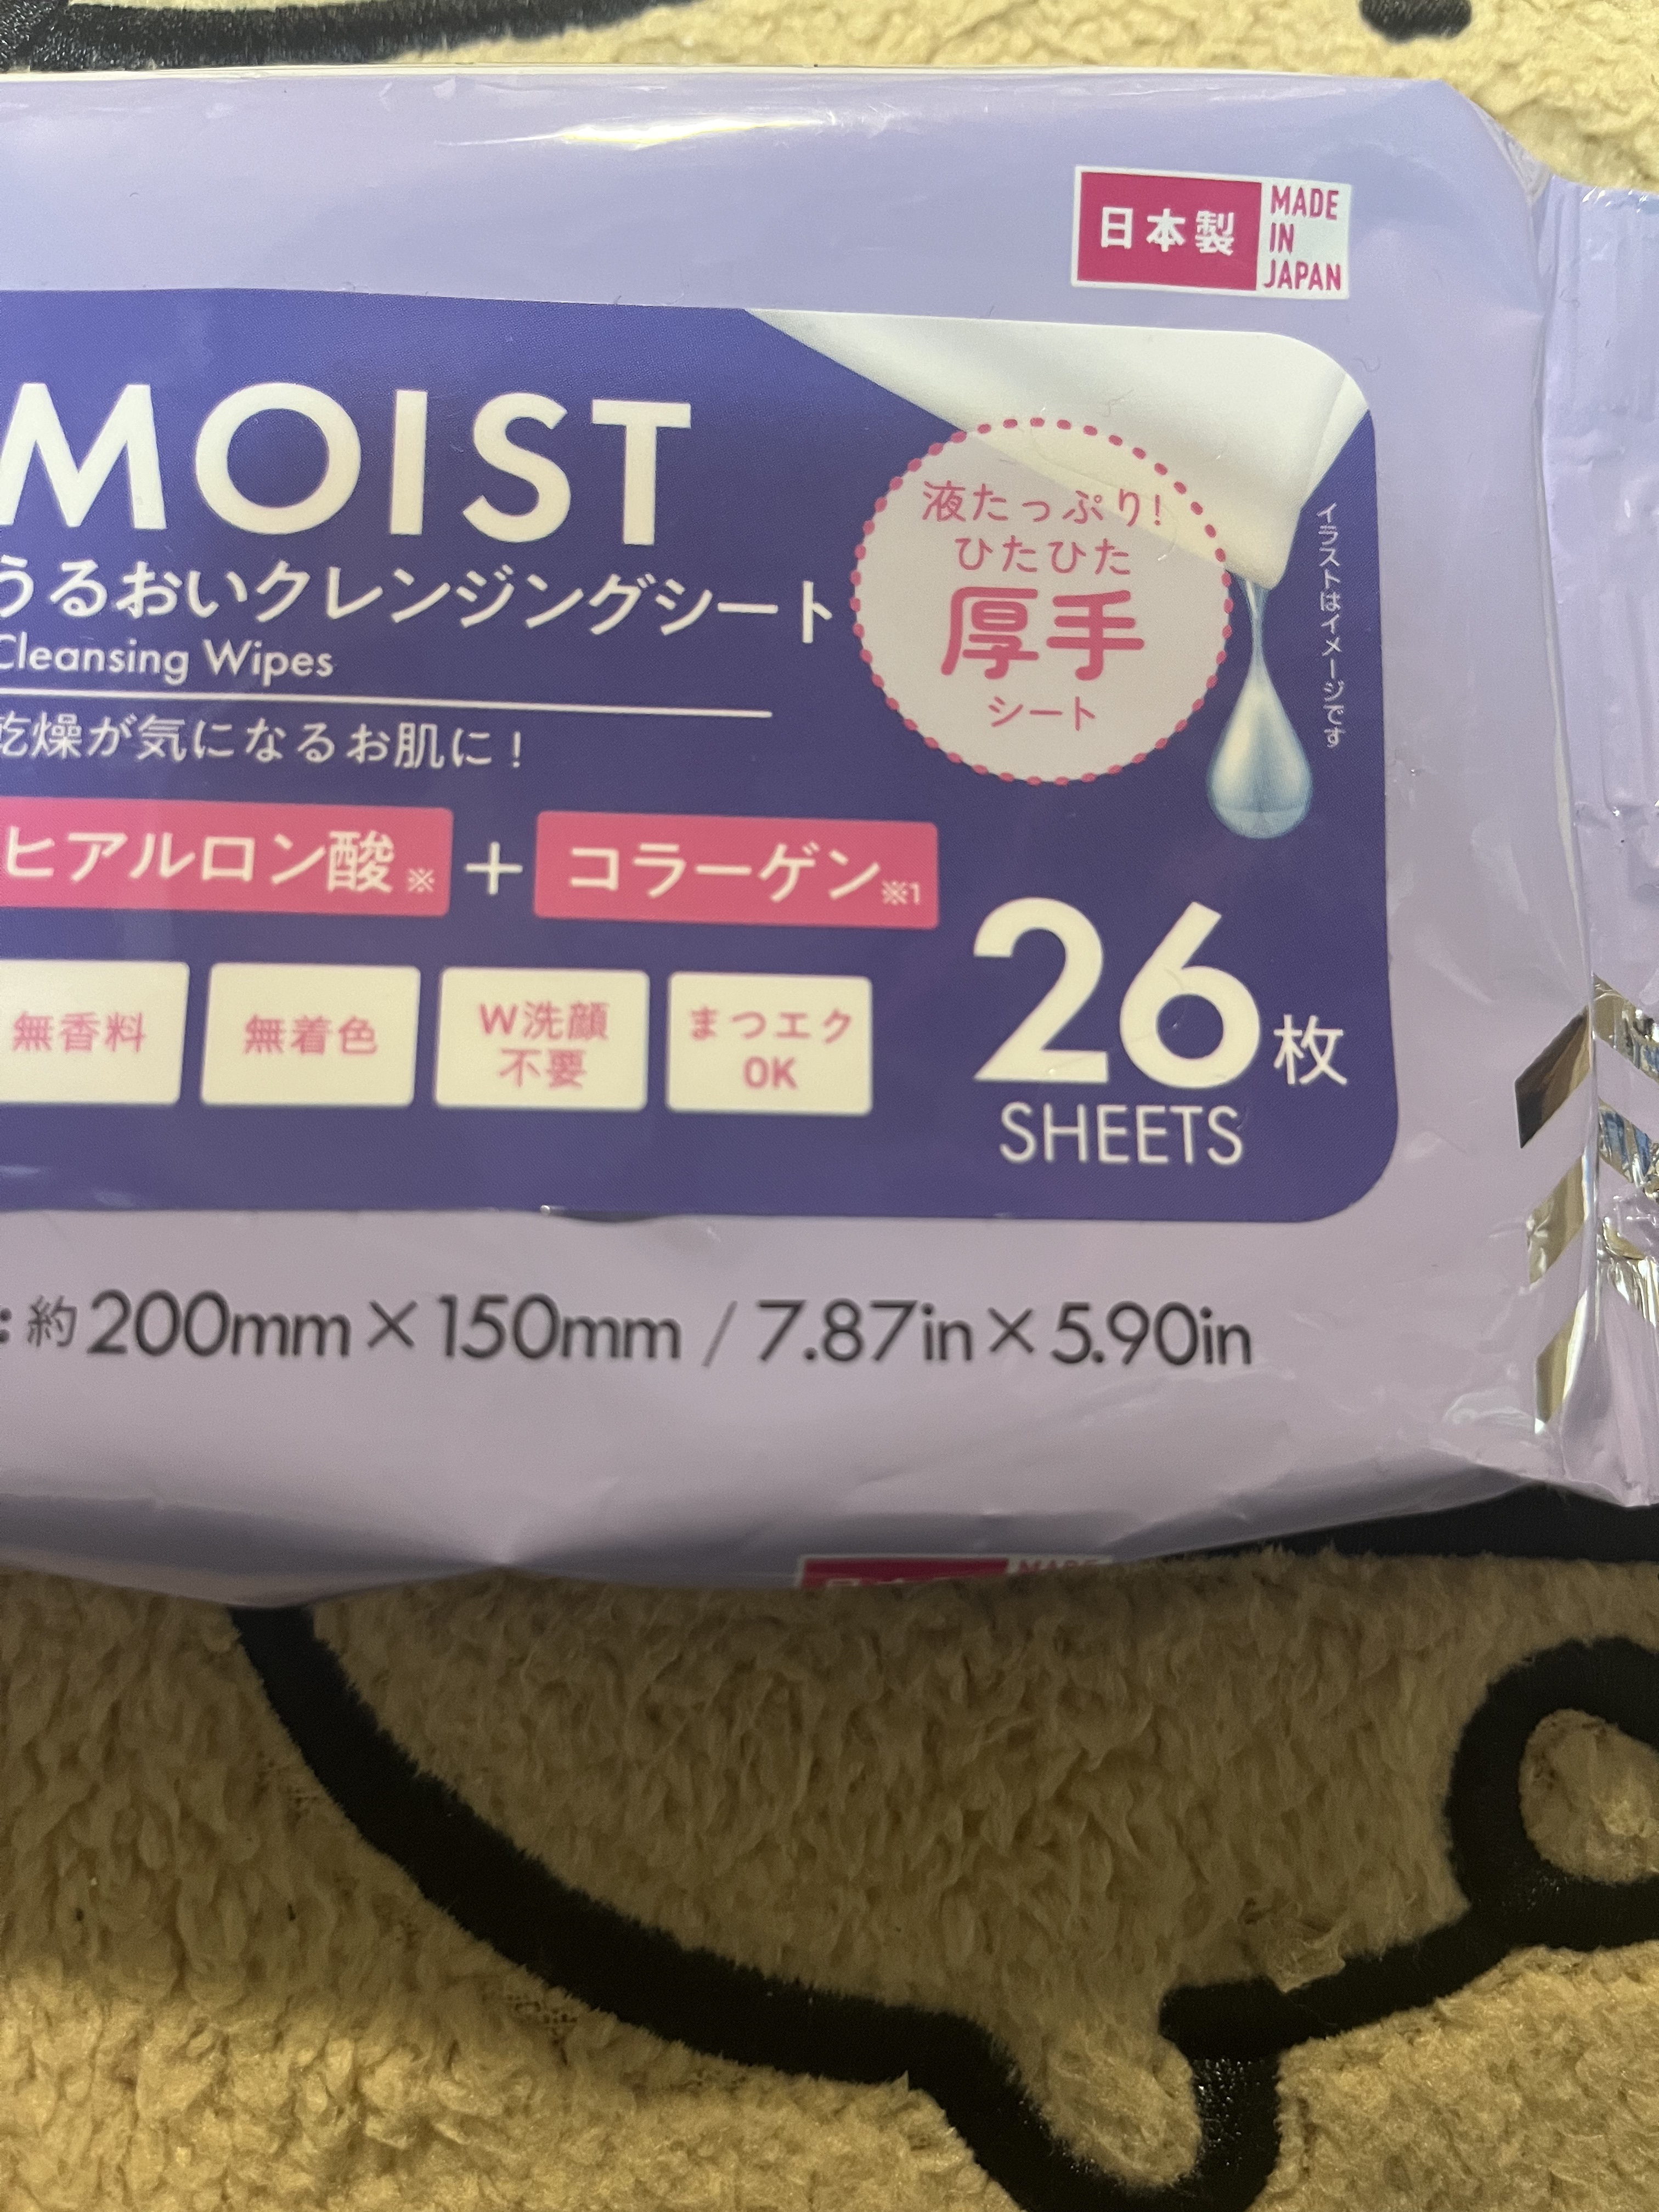 日本製
MADE
IN
JAPAN
MOIST
うるおいクレンジングシート
Cleansing Wipes
乾燥が気になるお肌に！
液たっぷり！
ひたひた
厚手
シート
イラストはイメージです
ヒアルロン酸※ + コラーゲン※1
無香料
無着色
W洗顔
不要
まつエク
OK
26枚
SHEETS
：約200mm×150mm / 7.87in×5.90in
MADE